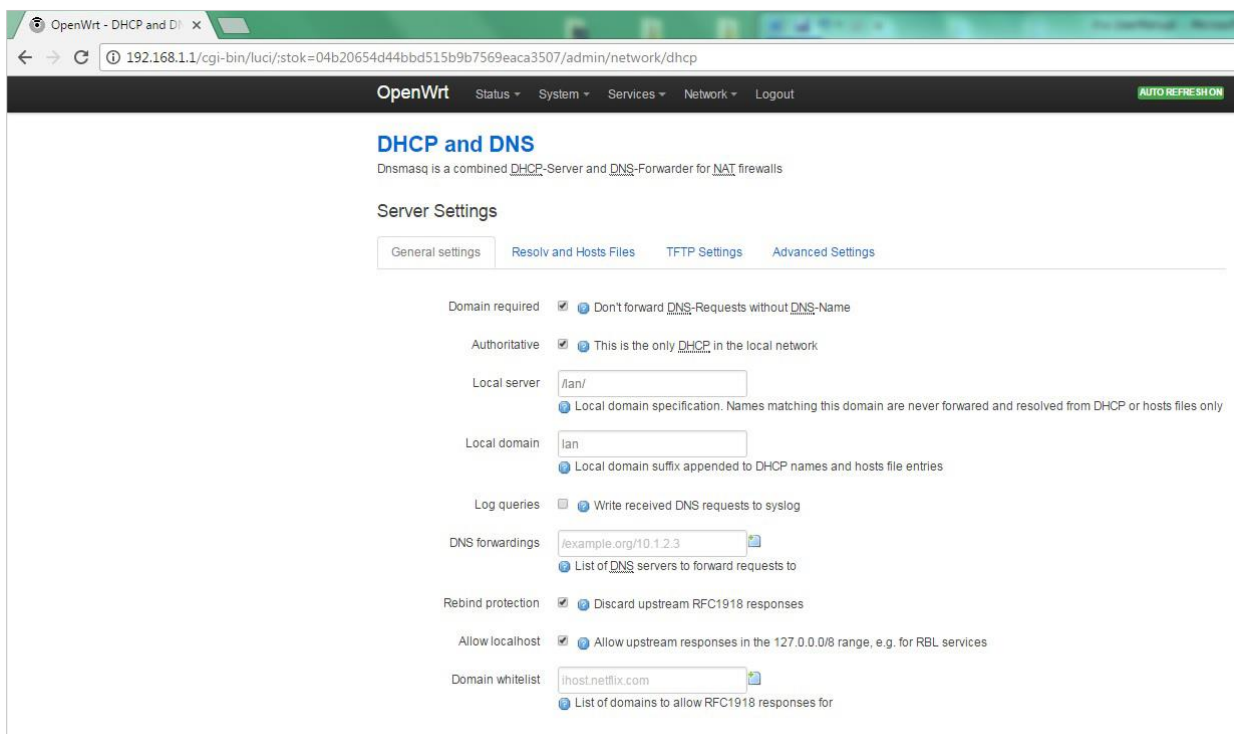 OpenWrt - DHCP and D
192.168.1.1/cgi-bin/luci/;stok=04b20654d44bbd515b9b7569eaca3507/admin/network/dhcp
OpenWrt Status System Services Network Logout AUTO REFRESH ON
DHCP and DNS
Dnsmasq is a combined DHCP-Server and DNS-Forwarder for NAT firewalls
Server Settings
General settings Resolv and Hosts Files TFTP Settings Advanced Settings
Domain required Don't forward DNS-Requests without DNS-Name
Authoritative This is the only DHCP in the local network
Local server /lan/
Local domain specification. Names matching this domain are never forwared and resolved from DHCP or hosts files only
Local domain lan
Local domain suffix appended to DHCP names and hosts file entries
Log queries Write received DNS requests to syslog
DNS forwardings /example.org/10.1.2.3
List of DNS servers to forward requests to
Rebind protection Discard upstream RFC1918 responses
Allow localhost Allow upstream responses in the 127.0.0.0/8 range, e.g. for RBL services
Domain whitelist ihost.netflix.com
List of domains to allow RFC1918 responses for